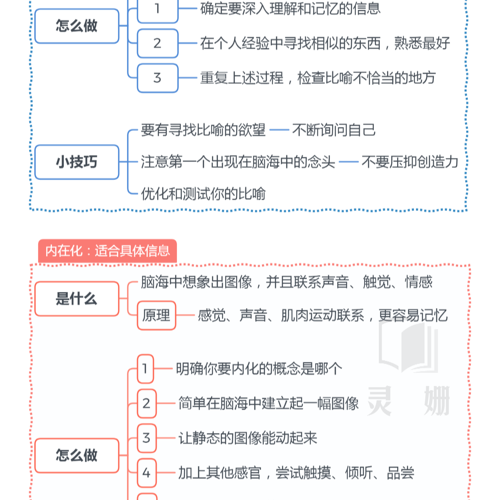 怎么做
1 确定要深入理解和记忆的信息
2 在个人经验中寻找相似的东西，熟悉最好
3 重复上述过程，检查比喻不恰当的地方
小技巧
要有寻找比喻的欲望 不断询问自己
注意第一个出现在脑海中的念头 不要压抑创造力
优化和测试你的比喻
内在化：适合具体信息
是什么
脑海中想象出图像，并且联系声音、触觉、情感
原理 感觉、声音、肌肉运动联系，更容易记忆
怎么做
1 明确你要内化的概念是哪个
2 简单在脑海中建立起一幅图像
3 让静态的图像能动起来
4 加上其他感官，尝试触摸、倾听、品尝
灵姗